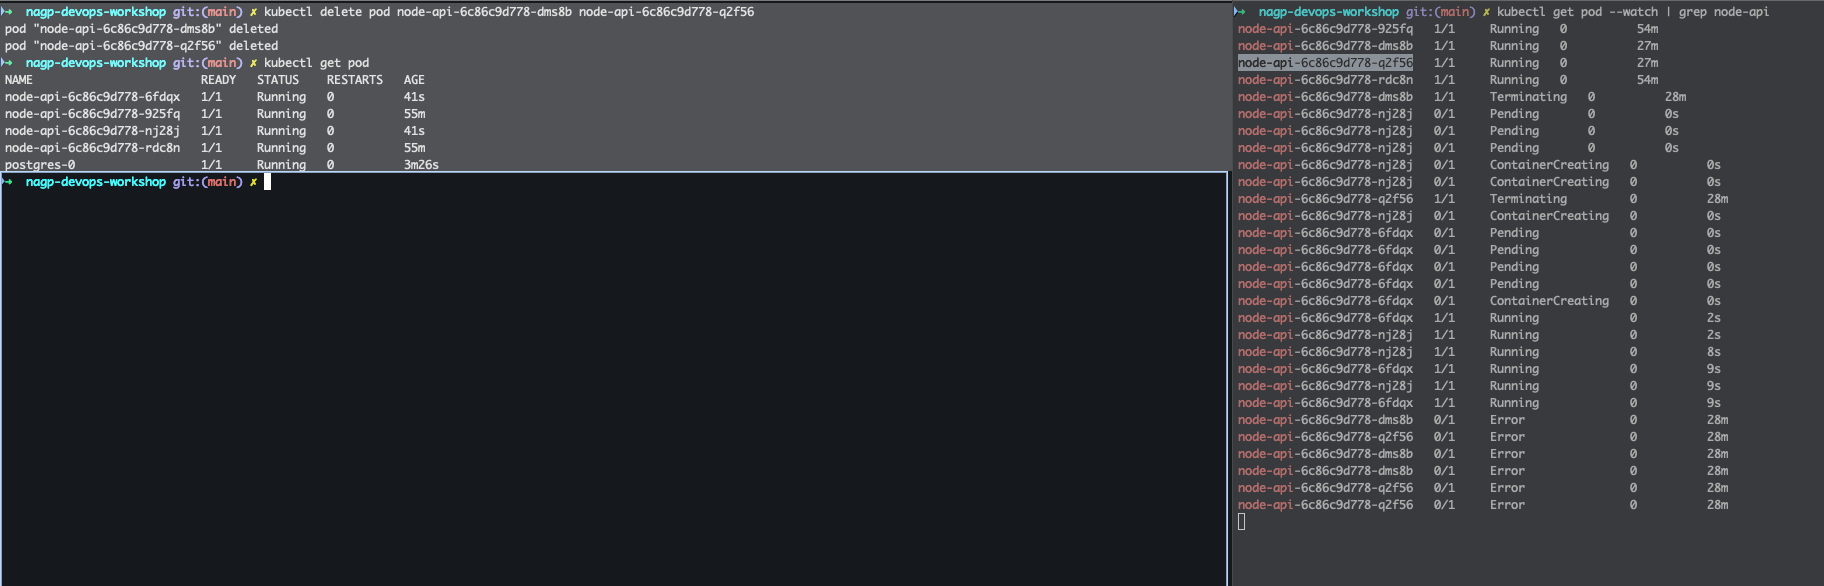 ➜  nagp-devops-workshop git:(main) ✗ kubectl delete pod node-api-6c86c9d778-dms8b node-api-6c86c9d778-q2f56
pod "node-api-6c86c9d778-dms8b" deleted
pod "node-api-6c86c9d778-q2f56" deleted
➜  nagp-devops-workshop git:(main) ✗ kubectl get pod
NAME                        READY   STATUS    RESTARTS   AGE
node-api-6c86c9d778-6fdqx   1/1     Running   0          41s
node-api-6c86c9d778-925fq   1/1     Running   0          55m
node-api-6c86c9d778-nj28j   1/1     Running   0          41s
node-api-6c86c9d778-rdc8n   1/1     Running   0          55m
postgres-0                  1/1     Running   0          3m26s
➜  nagp-devops-workshop git:(main) ✗
➜  nagp-devops-workshop git:(main) ✗ kubectl get pod --watch | grep node-api
node-api-6c86c9d778-925fq   1/1     Running   0          54m
node-api-6c86c9d778-dms8b   1/1     Running   0          27m
node-api-6c86c9d778-q2f56   1/1     Running   0          27m
node-api-6c86c9d778-rdc8n   1/1     Running   0          54m
node-api-6c86c9d778-dms8b   1/1     Terminating   0          28m
node-api-6c86c9d778-nj28j   0/1     Pending       0          0s
node-api-6c86c9d778-nj28j   0/1     Pending       0          0s
node-api-6c86c9d778-nj28j   0/1     Pending       0          0s
node-api-6c86c9d778-nj28j   0/1     ContainerCreating   0          0s
node-api-6c86c9d778-nj28j   0/1     ContainerCreating   0          0s
node-api-6c86c9d778-q2f56   1/1     Terminating         0          28m
node-api-6c86c9d778-nj28j   0/1     ContainerCreating   0          0s
node-api-6c86c9d778-6fdqx   0/1     Pending             0          0s
node-api-6c86c9d778-6fdqx   0/1     Pending             0          0s
node-api-6c86c9d778-6fdqx   0/1     Pending             0          0s
node-api-6c86c9d778-6fdqx   0/1     Pending             0          0s
node-api-6c86c9d778-6fdqx   0/1     ContainerCreating   0          0s
node-api-6c86c9d778-6fdqx   1/1     Running             0          2s
node-api-6c86c9d778-nj28j   1/1     Running             0          2s
node-api-6c86c9d778-nj28j   1/1     Running             0          8s
node-api-6c86c9d778-6fdqx   1/1     Running             0          9s
node-api-6c86c9d778-nj28j   1/1     Running             0          9s
node-api-6c86c9d778-6fdqx   1/1     Running             0          9s
node-api-6c86c9d778-dms8b   0/1     Error               0          28m
node-api-6c86c9d778-q2f56   0/1     Error               0          28m
node-api-6c86c9d778-dms8b   0/1     Error               0          28m
node-api-6c86c9d778-dms8b   0/1     Error               0          28m
node-api-6c86c9d778-q2f56   0/1     Error               0          28m
node-api-6c86c9d778-q2f56   0/1     Error               0          28m